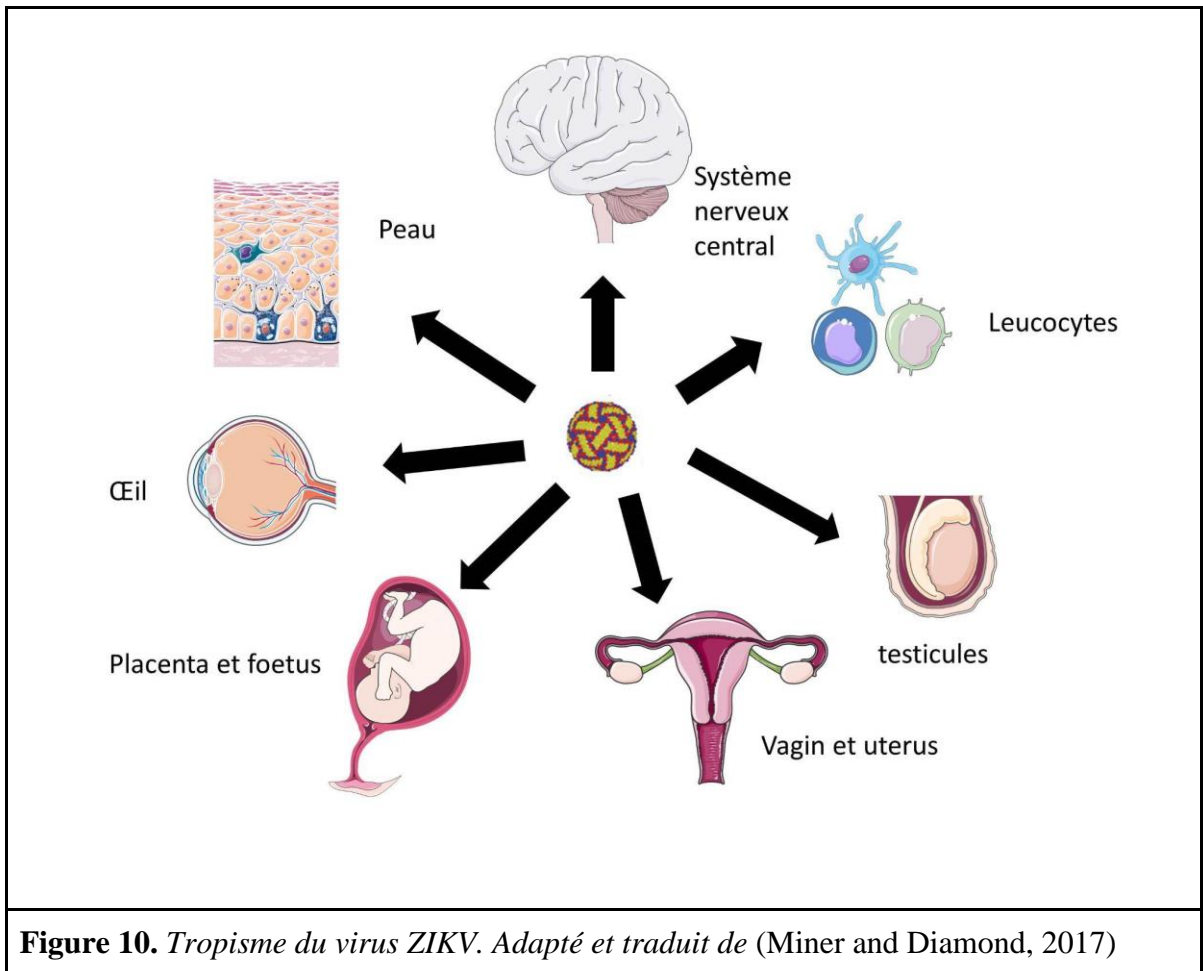 Système
nerveux
central
Peau
Leucocytes
Œil
Placenta et foetus
testicules
Vagin et uterus
Figure 10. Tropisme du virus ZIKV. Adapté et traduit de (Miner and Diamond, 2017)